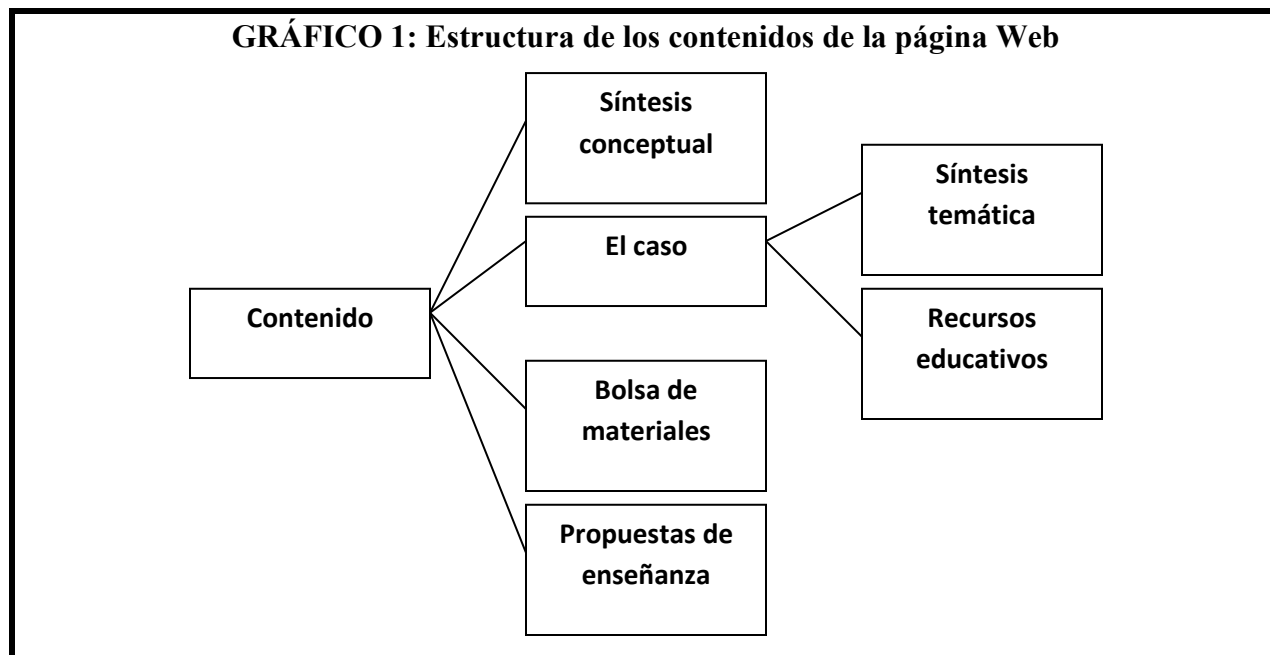 GRÁFICO 1: Estructura de los contenidos de la página Web
Contenido
Síntesis
conceptual
El caso
Síntesis
temática
Recursos
educativos
Bolsa de
materiales
Propuestas de
enseñanza